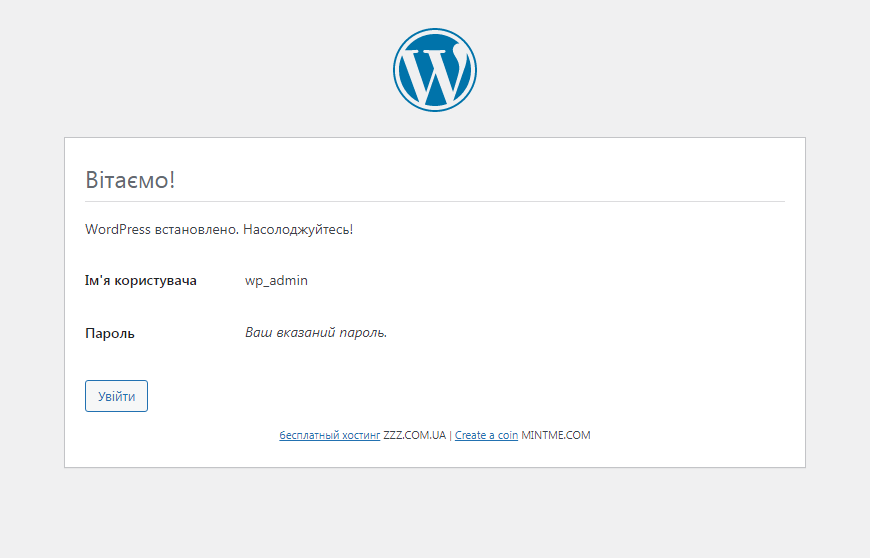 Вітаємо!
WordPress встановлено. Насолоджуйтесь!
Ім'я користувача wp_admin
Пароль Ваш вказаний пароль.
Увійти
бесплатный хостинг ZZZ.COM.UA | Create a coin MINTME.COM